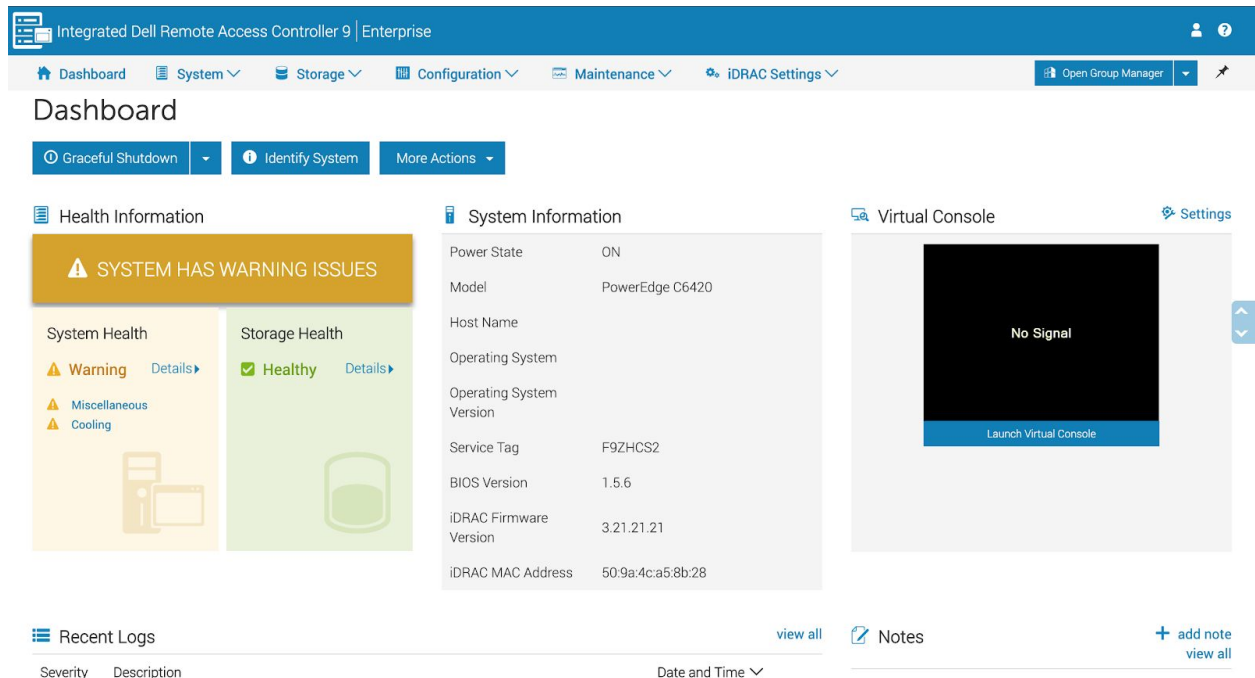 Integrated Dell Remote Access Controller 9 | Enterprise
Dashboard System Storage Configuration Maintenance iDRAC Settings Open Group Manager
Dashboard
Graceful Shutdown Identify System More Actions
Health Information
SYSTEM HAS WARNING ISSUES
System Health
Warning Details
Miscellaneous
Cooling
Storage Health
Healthy Details
System Information
Power State ON
Model PowerEdge C6420
Host Name
Operating System
Operating System
Version
Service Tag F9ZHCS2
BIOS Version 1.5.6
iDRAC Firmware
Version 3.21.21.21
iDRAC MAC Address 50:9a:4c:a5:8b:28
Virtual Console Settings
No Signal
Launch Virtual Console
Recent Logs view all
Severity Description Date and Time
Notes + add note
view all